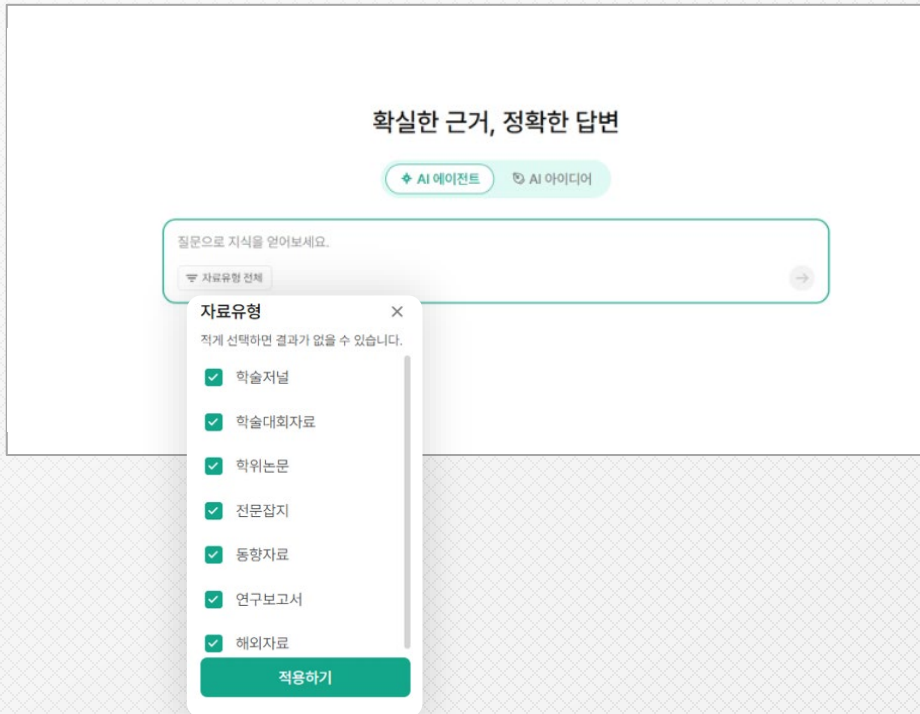 확실한 근거, 정확한 답변
AI 에이전트
AI 아이디어
질문으로 지식을 얻어보세요.
자료유형 전체
자료유형
적게 선택하면 결과가 없을 수 있습니다.
학술저널
학술대회자료
학위논문
전문잡지
동향자료
연구보고서
해외자료
적용하기